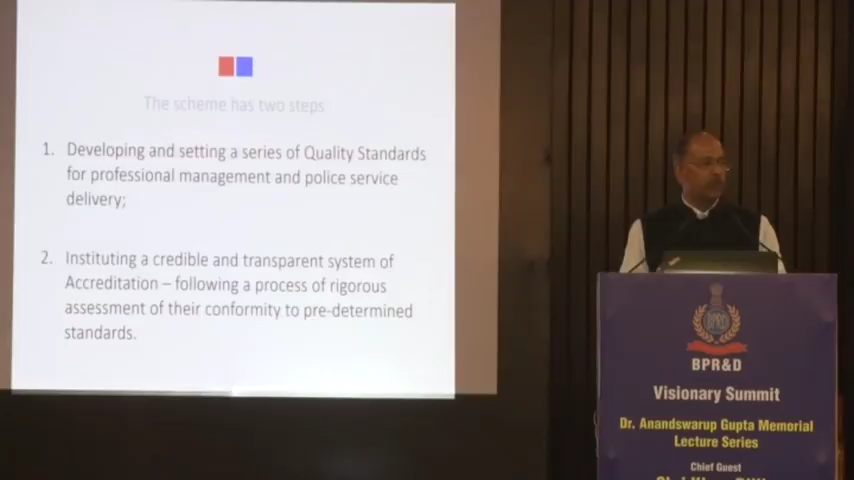 The scheme has two steps
1. Developing and setting a series of Quality Standards
for professional management and police service
delivery;
2. Instituting a credible and transparent system of
Accreditation – following a process of rigorous
assessment of their conformity to pre-determined
standards.
BPRD
BPR&D
Visionary Summit
Dr. Anandswarup Gupta Memorial
Lecture Series
Chief Guest